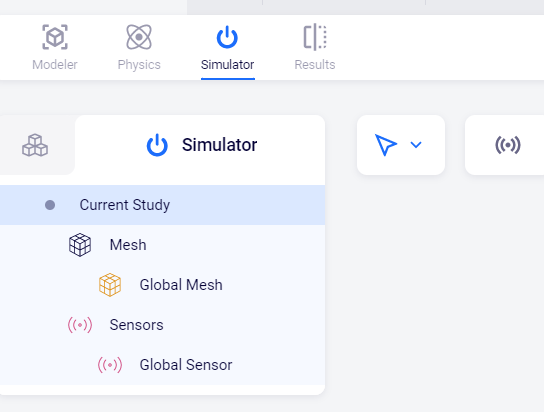 Modeler Physics Simulator Results
Simulator
Current Study
Mesh
Global Mesh
Sensors
Global Sensor